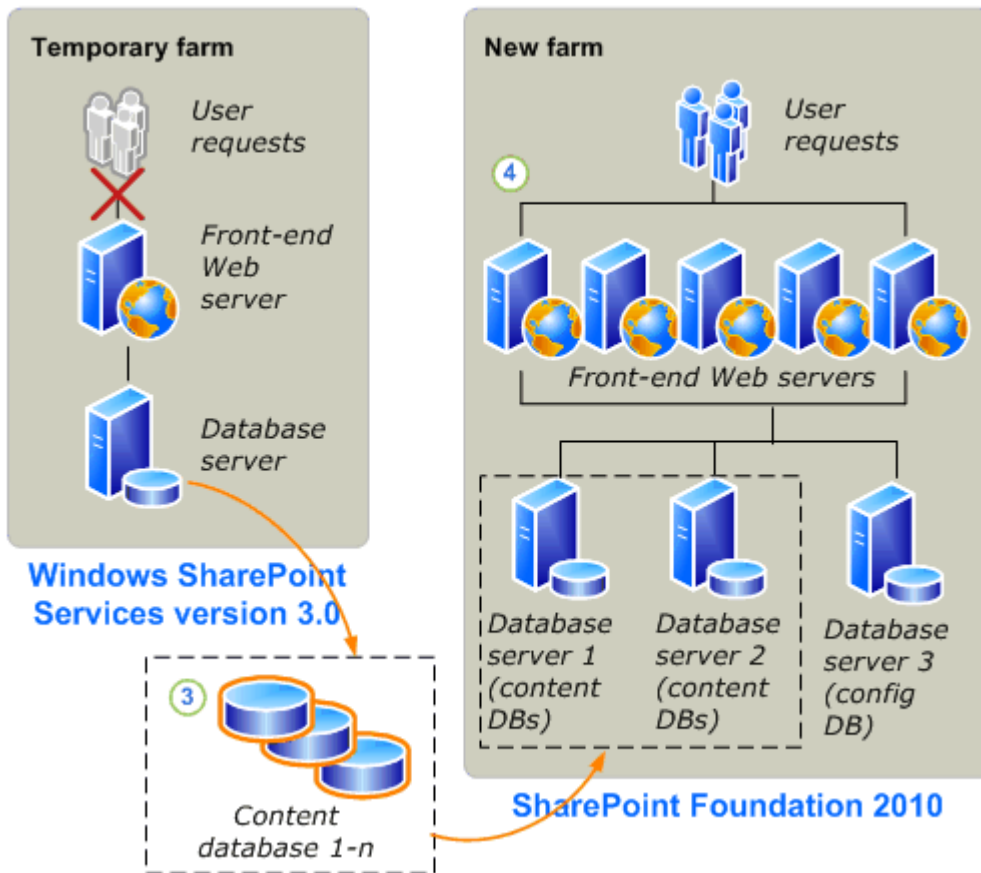 Temporary farm
User
requests
Front-end
Web
server
Database
server
Windows SharePoint
Services version 3.0
3
Content
database 1-n
New farm
User
requests
4
Front-end Web servers
Database
server 1
(content
DBs)
Database
server 2
(content
DBs)
Database
server 3
(config
DB)
SharePoint Foundation 2010